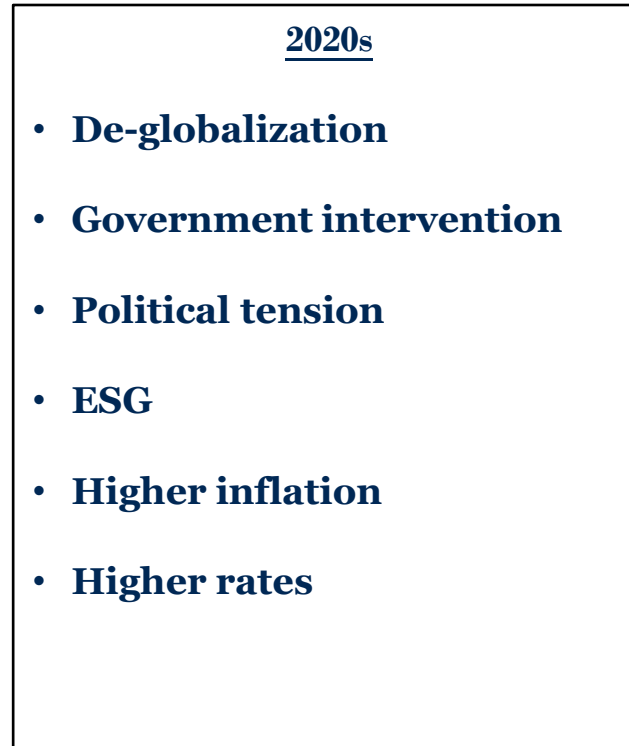 2020s
• De-globalization
• Government intervention
• Political tension
• ESG
• Higher inflation
• Higher rates